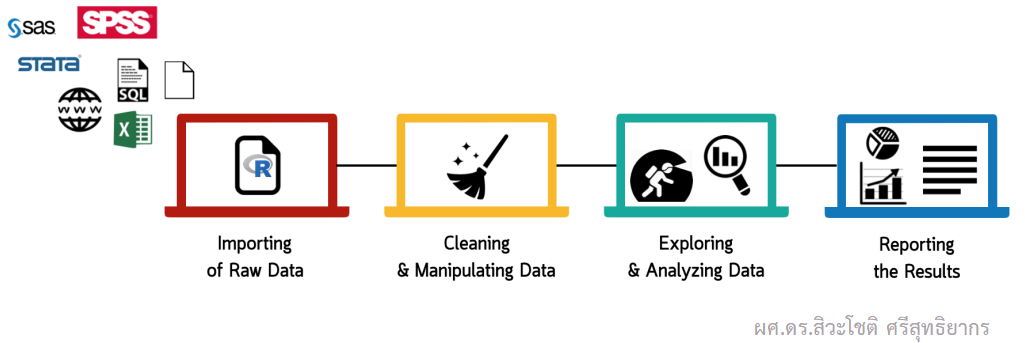 sas
SPSS
STATA
SQL
W W W
X
R
Importing
of Raw Data
Cleaning
& Manipulating Data
Exploring
& Analyzing Data
Reporting
the Results
ผศ.ดร.สิวะโชติ ศรีสุทธิยากร